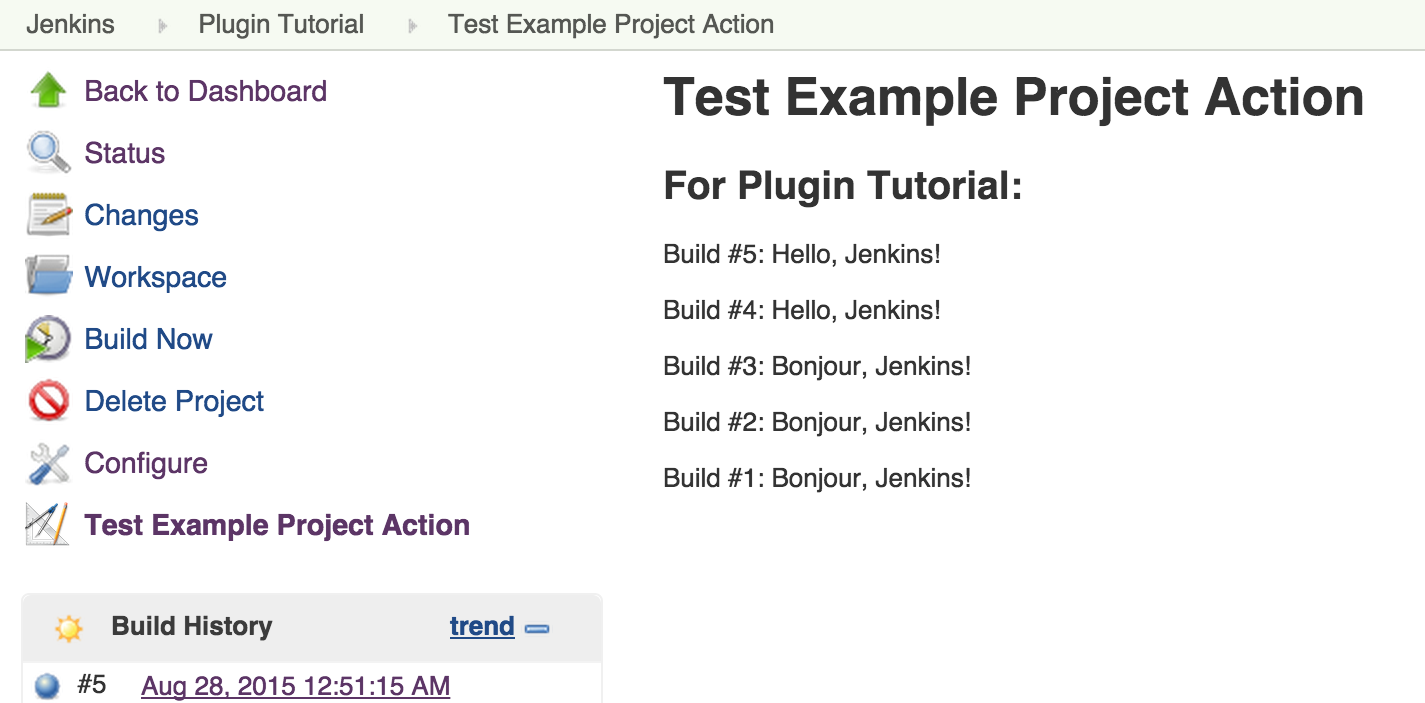 Jenkins Plugin Tutorial Test Example Project Action
Back to Dashboard
Status
Changes
Workspace
Build Now
Delete Project
Configure
Test Example Project Action
Build History trend
#5 Aug 28, 2015 12:51:15 AM
Test Example Project Action
For Plugin Tutorial:
Build #5: Hello, Jenkins!
Build #4: Hello, Jenkins!
Build #3: Bonjour, Jenkins!
Build #2: Bonjour, Jenkins!
Build #1: Bonjour, Jenkins!